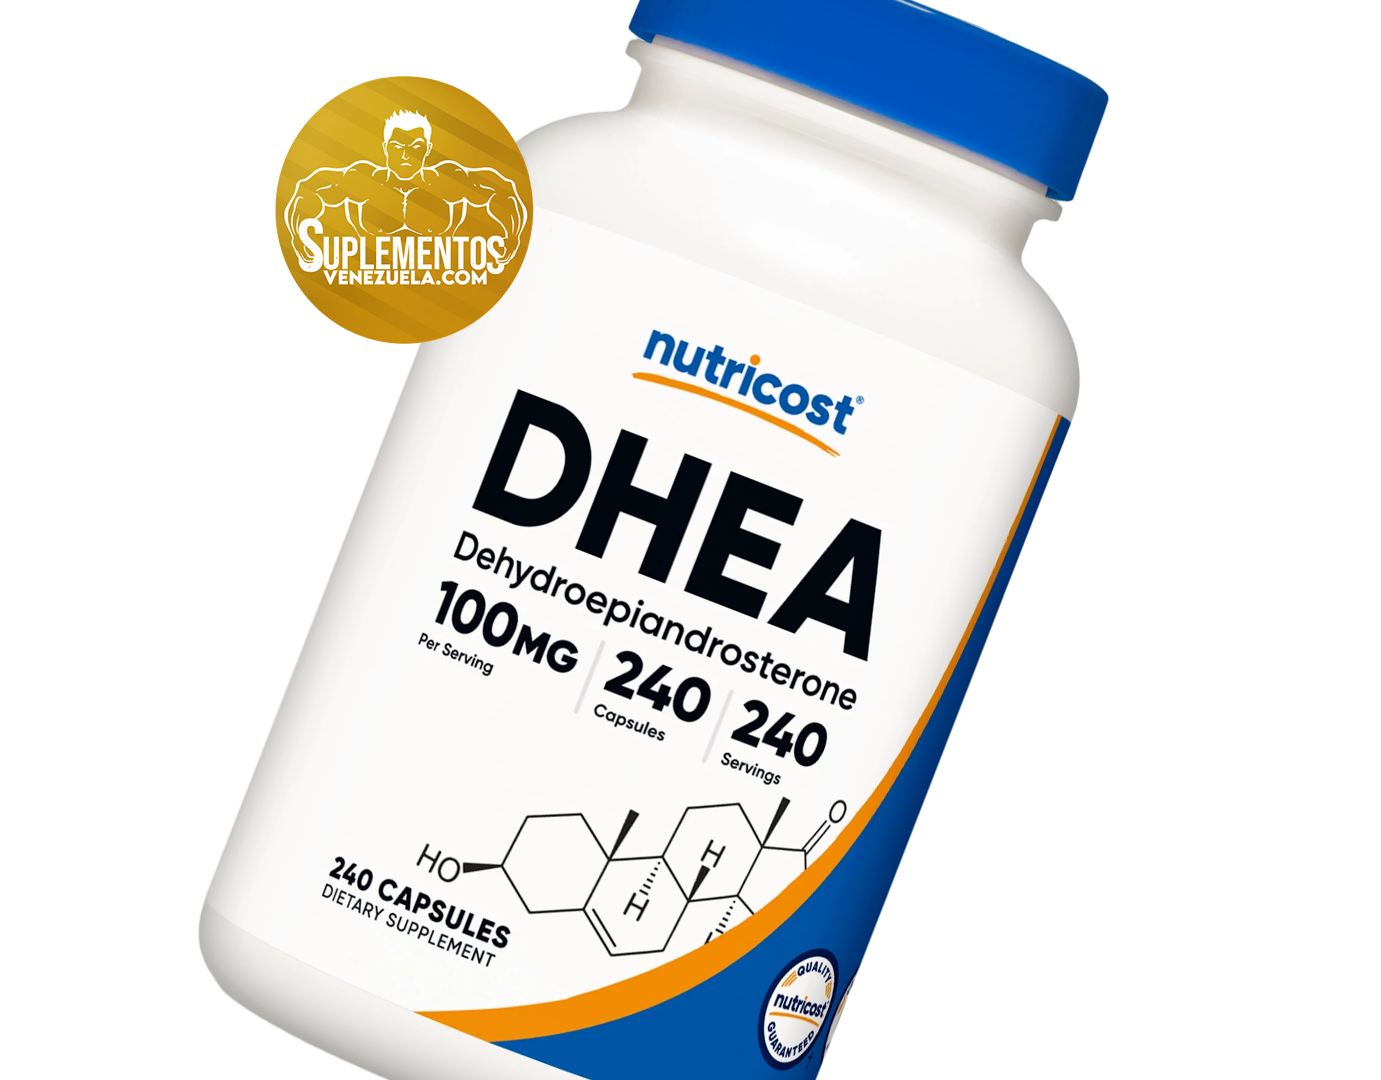 SUPLEMENTOS
VENEZUELA.COM
nutricost®
DHEA
Dehydroepiandrosterone
100MG
Per Serving
240
Capsules
240
Servings
HO
H
H
O
240 CAPSULES
DIETARY SUPPLEMENT
QUALITY
nutricost
GUARANTEED